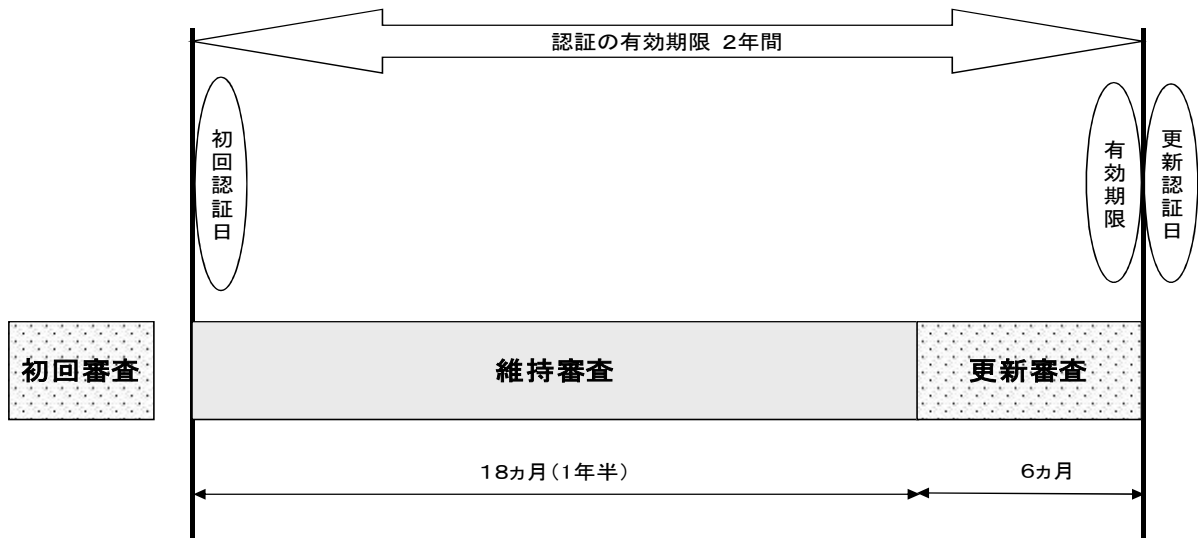 認証の有効期限 2年間
初回認証日
有効期限
更新認証日
初回審査
維持審査
更新審査
18ヵ月(1年半)
6ヵ月